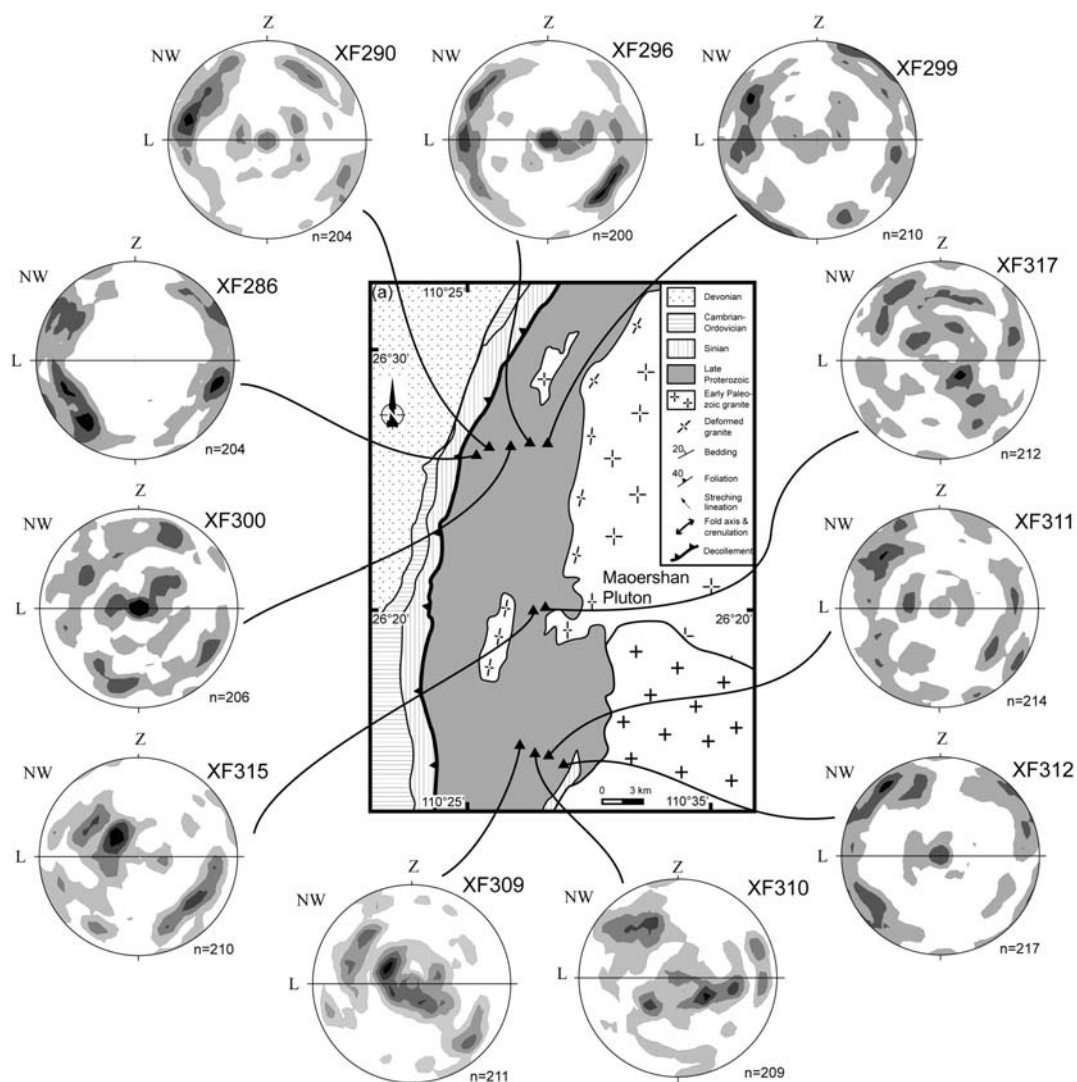 Z
NW
XF290
L
n=204
Z
NW
XF296
L
n=200
Z
NW
XF299
L
n=210
Z
NW
XF286
L
n=204
(a)
110°25'
26°30'
Devonian
Cambrian-
Ordovician
Sinian
Late
Proterozoic
Early Paleo-
zoic granite
Deformed
granite
20
Bedding
40
Foliation
Streching
lineation
Fold axis &
crenulation
Decollement
Z
NW
XF317
L
n=212
Z
NW
XF300
L
n=206
Maoershan
Pluton
26°20'
26°20'
Z
NW
XF311
L
n=214
Z
NW
XF315
L
n=210
110°25'
0 3 km
110°35'
Z
NW
XF312
L
n=217
Z
NW
XF309
L
n=211
Z
NW
XF310
L
n=209